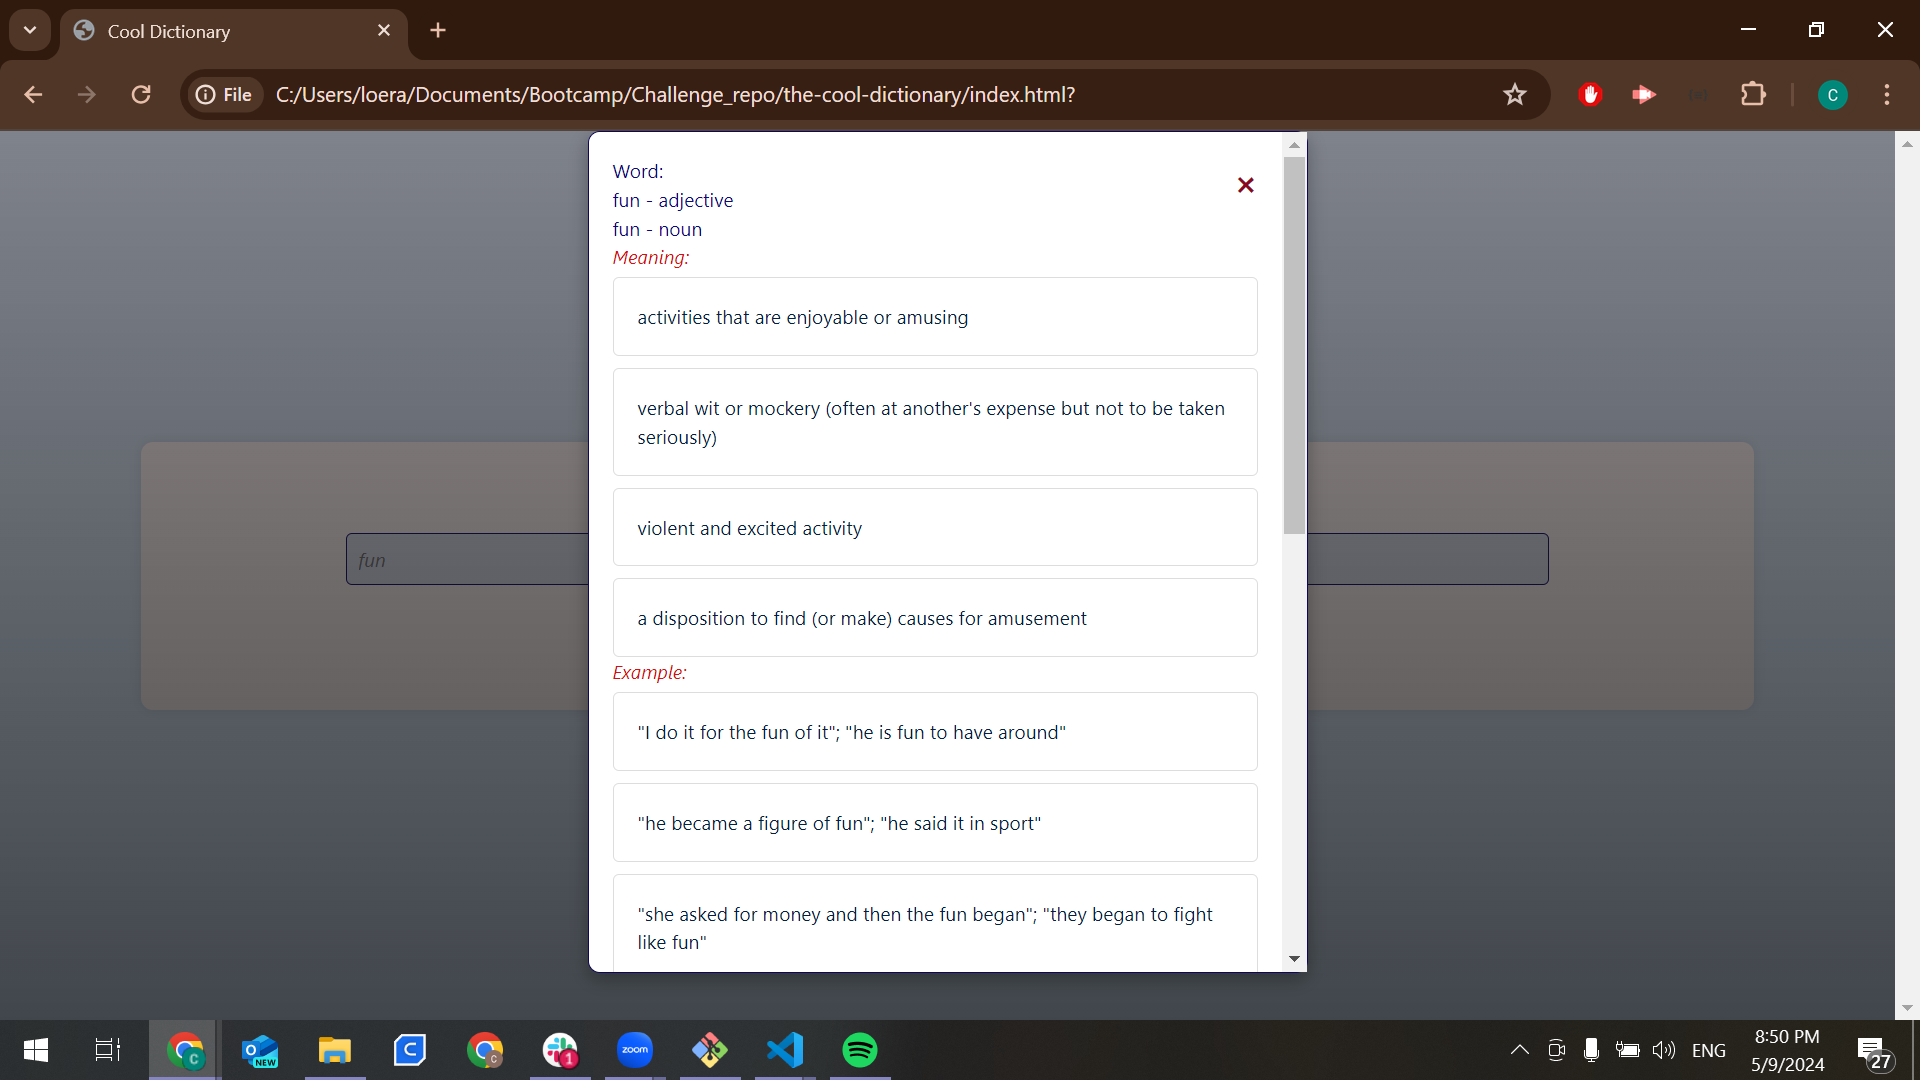 Cool Dictionary
File
C:/Users/loera/Documents/Bootcamp/Challenge_repo/the-cool-dictionary/index.html?
C
Word:
fun - adjective
fun - noun
Meaning:
activities that are enjoyable or amusing
verbal wit or mockery (often at another's expense but not to be taken
seriously)
violent and excited activity
fun
a disposition to find (or make) causes for amusement
Example:
"I do it for the fun of it"; "he is fun to have around"
"he became a figure of fun"; "he said it in sport"
"she asked for money and then the fun began"; "they began to fight
like fun"
C
O
NEW
C
C
1
zoom
ENG
8:50 PM
5/9/2024
27